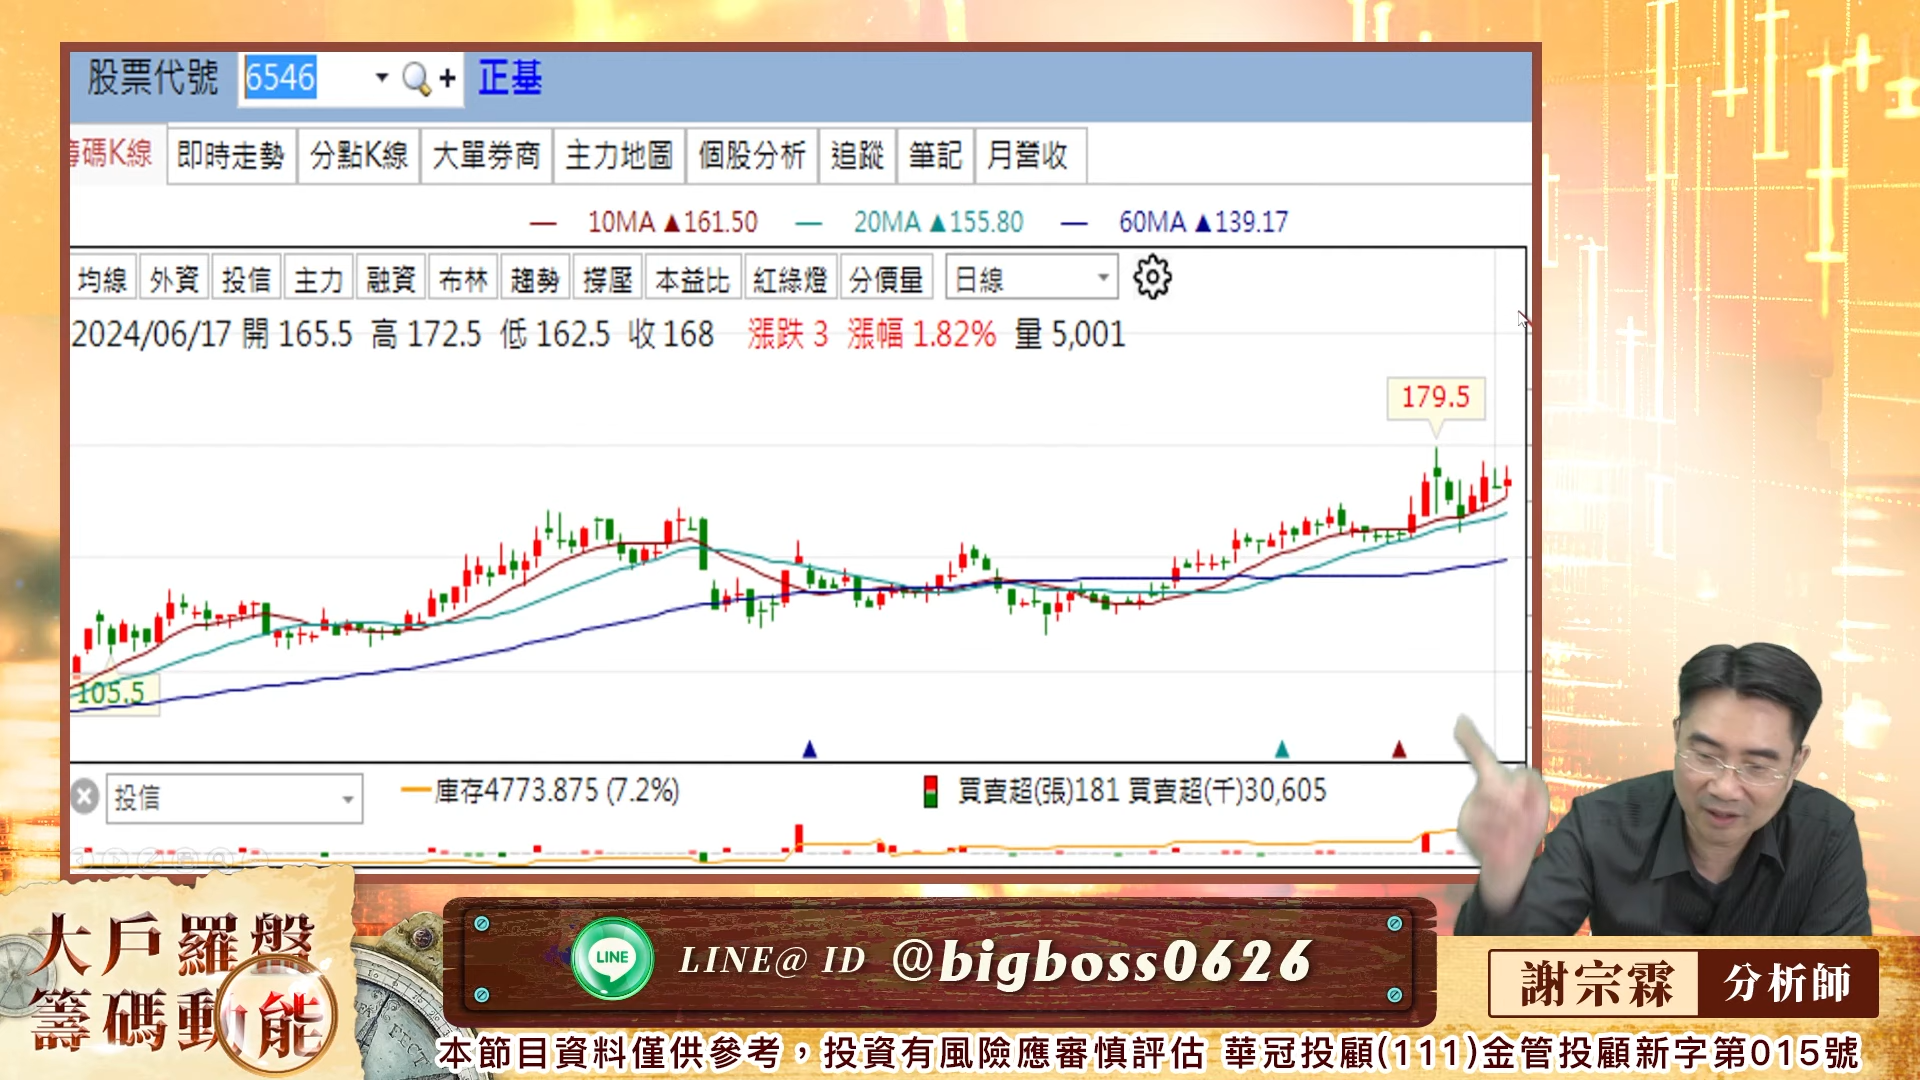 股票代號 6546 正基
籌碼K線 即時走勢 分點K線 大單券商 主力地圖 個股分析 追蹤 筆記 月營收
10MA ▲161.50 20MA ▲155.80 60MA ▲139.17
均線 外資 投信 主力 融資 布林 趨勢 撐壓 本益比 紅綠燈 分價量 日線
2024/06/17 開 165.5 高 172.5 低 162.5 收 168 漲跌 3 漲幅 1.82% 量 5,001
179.5
105.5
投信 庫存4773.875 (7.2%) 買賣超(張)181 買賣超(千)30,605
大戶羅盤
籌碼動能
LINE LINE@ ID @bigboss0626
謝宗霖 分析師
本節目資料僅供參考，投資有風險應審慎評估 華冠投顧(111)金管投顧新字第015號